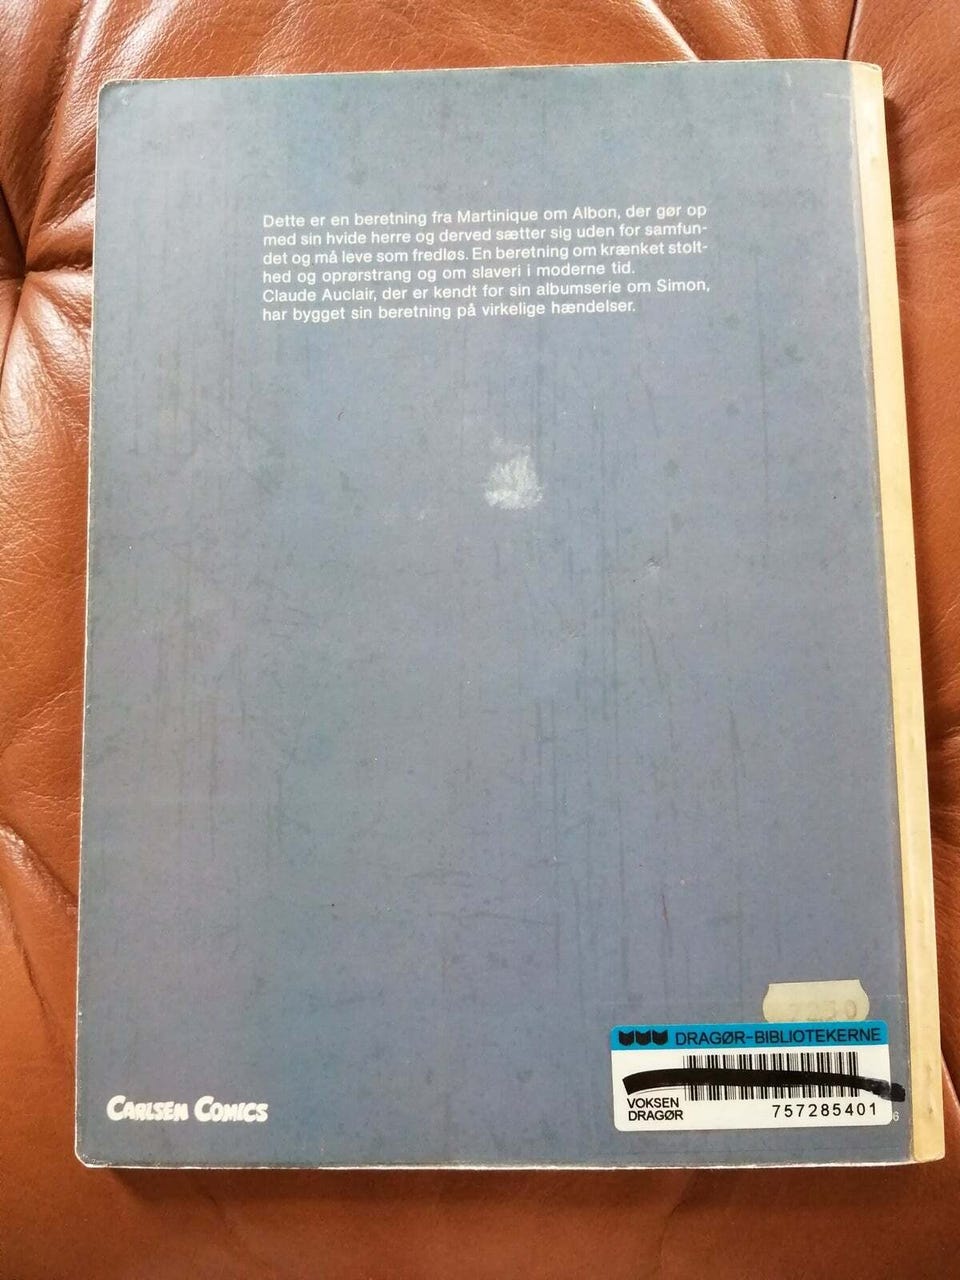 Dette er en beretning fra Martinique om Albon, der gør op
med sin hvide herre og derved sætter sig uden for samfun-
det og må leve som fredløs. En beretning om krænket stolt-
hed og oprørstrang og om slaveri i moderne tid.
Claude Auclair, der er kendt for sin albumserie om Simon,
har bygget sin beretning på virkelige hændelser.
DRAGØR-BIBLIOTEKERNE
VOKSEN
DRAGØR
757285401
6
CARLSEN COMICS